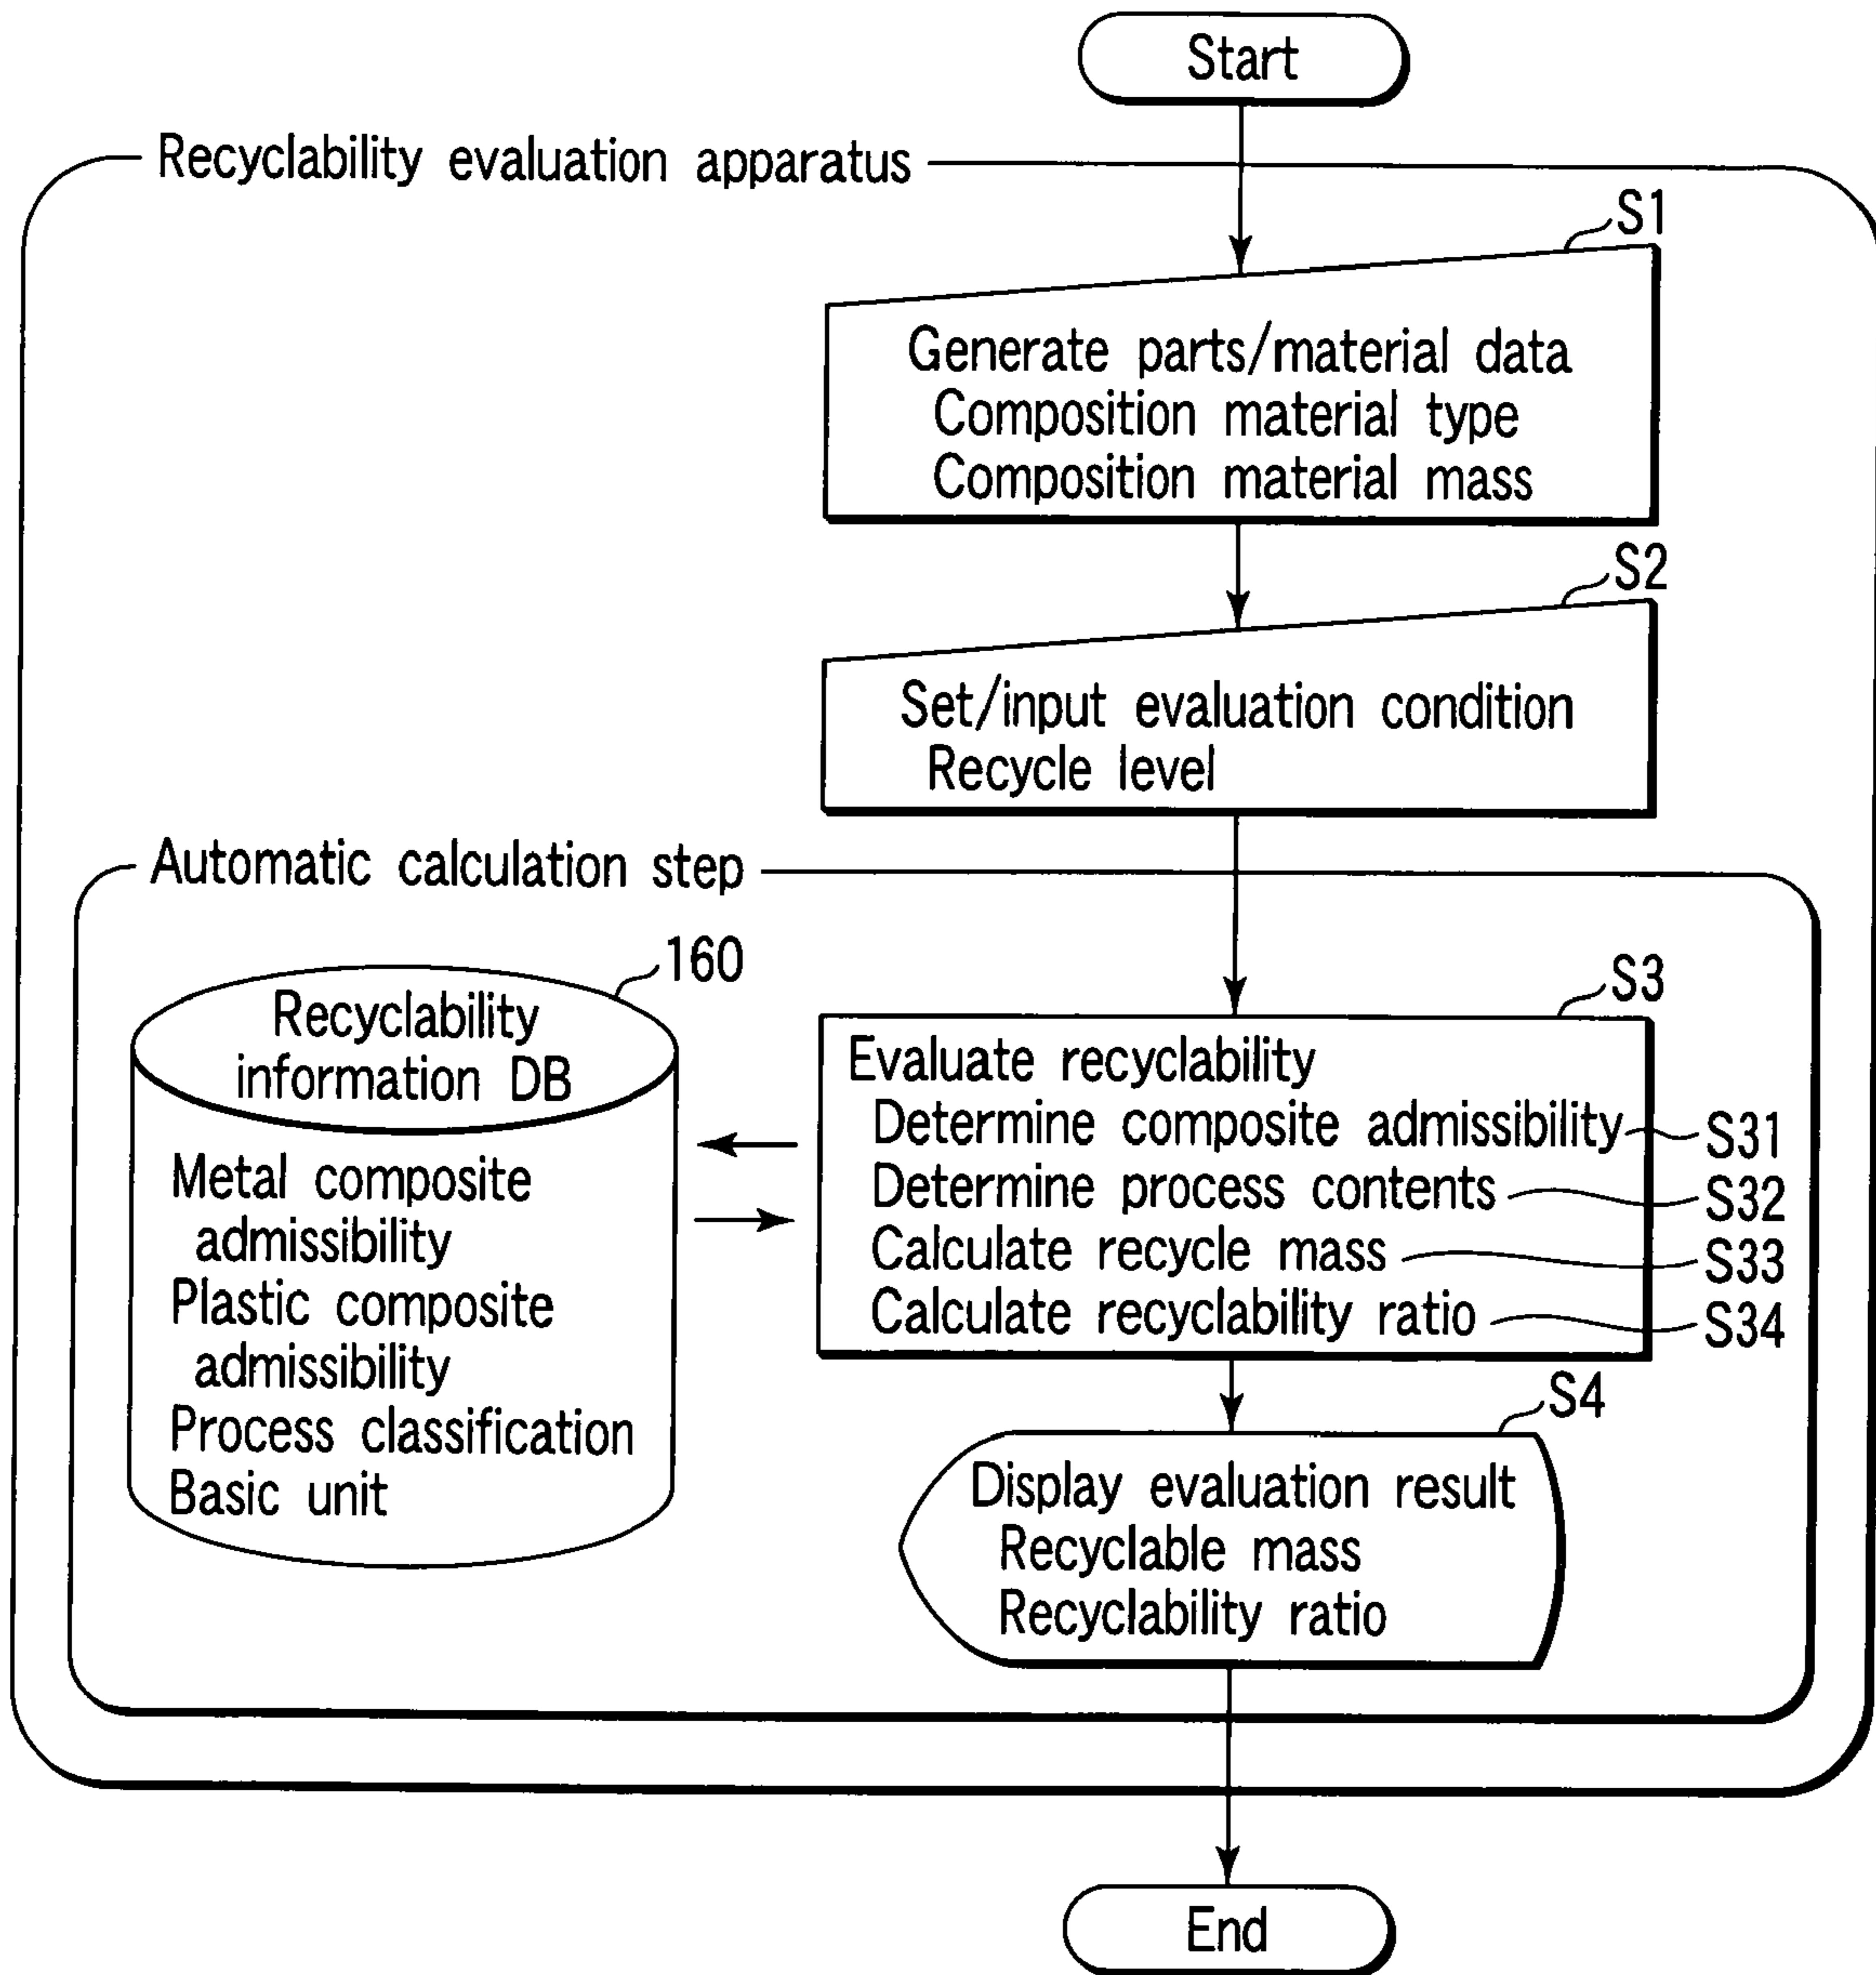 Start
Recyclability evaluation apparatus
S1
Generate parts/material data
Composition material type
Composition material mass
S2
Set/input evaluation condition
Recycle level
Automatic calculation step
160
Recyclability
information DB
Metal composite
admissibility
Plastic composite
admissibility
Process classification
Basic unit
S3
Evaluate recyclability
Determine composite admissibility S31
Determine process contents S32
Calculate recycle mass S33
Calculate recyclability ratio S34
S4
Display evaluation result
Recyclable mass
Recyclability ratio
End